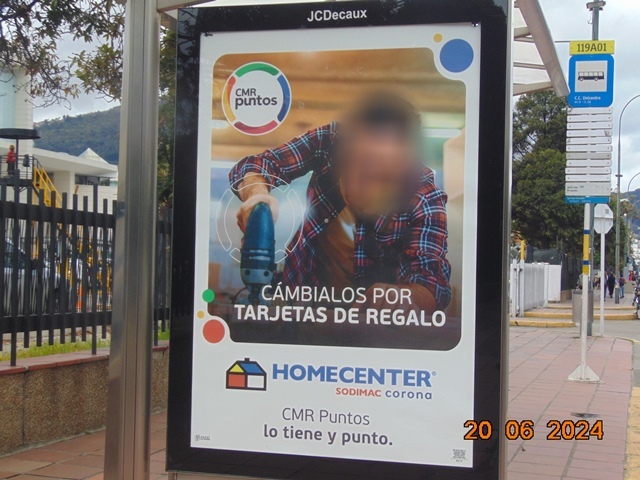 JCDecaux
CMR
puntos
CÁMBIALOS POR
TARJETAS DE REGALO
HOMECENTER
SODIMAC corona
CMR Puntos
lo tiene y punto.
119A01
20 06 2024